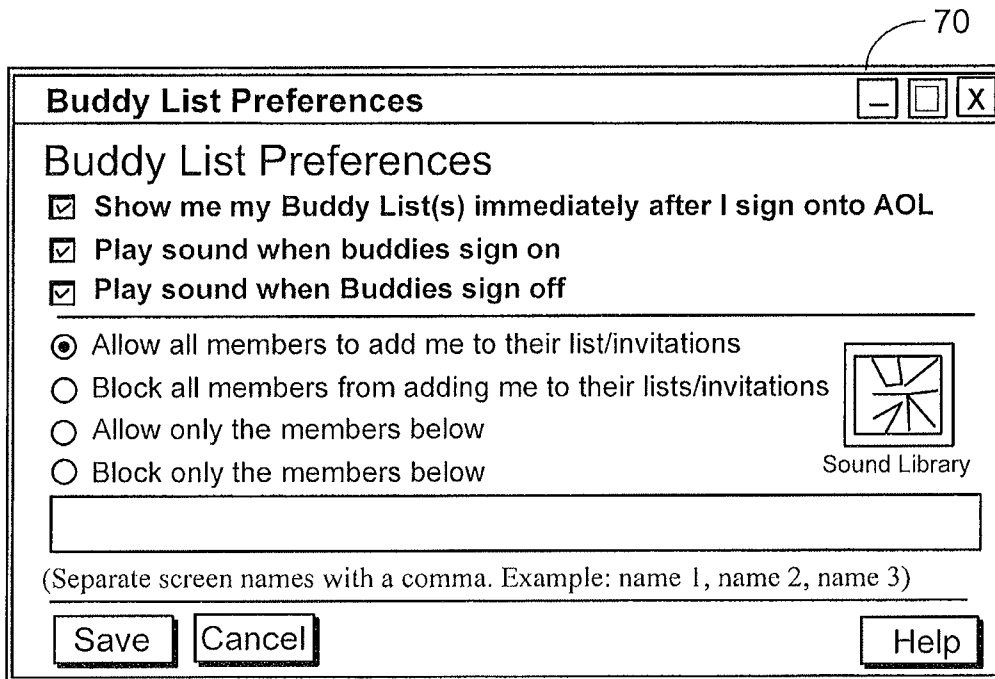 70
Buddy List Preferences
X
Buddy List Preferences
Show me my Buddy List(s) immediately after I sign onto AOL
Play sound when buddies sign on
Play sound when Buddies sign off
Allow all members to add me to their list/invitations
Block all members from adding me to their lists/invitations
Allow only the members below
Block only the members below
Sound Library
(Separate screen names with a comma. Example: name 1, name 2, name 3)
Save Cancel Help